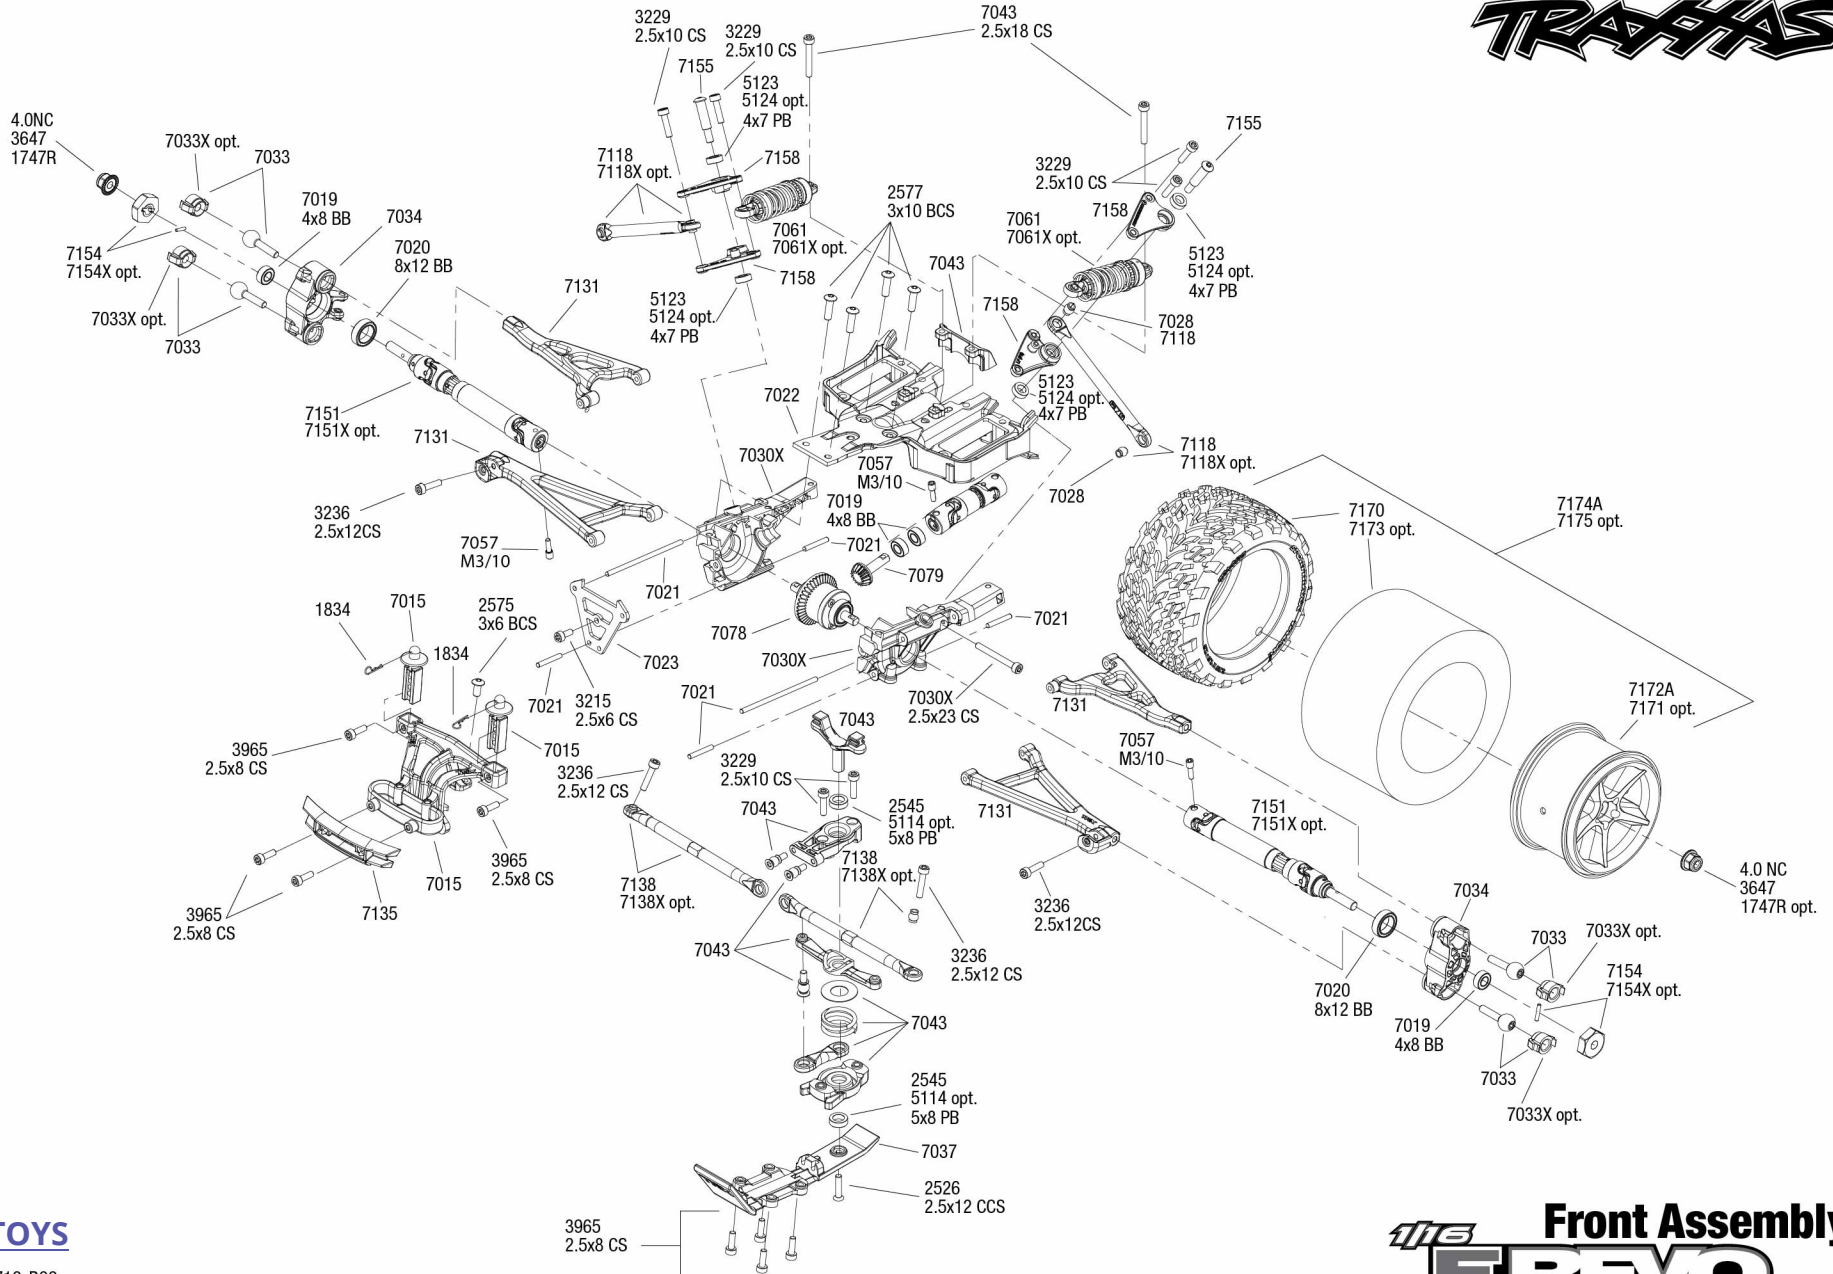 TRAXXAS
3229
2.5x10 CS
3229
2.5x10 CS
7043
2.5x18 CS
7155
5123
5124 opt.
4x7 PB
4.0NC
3647
1747R
7033X opt.
7033
7019
4x8 BB
7034
7020
8x12 BB
7154
7154X opt.
7033X opt.
7033
7118
7118X opt.
7158
7061
7061X opt.
7158
5123
5124 opt.
4x7 PB
2577
3x10 BCS
7155
3229
2.5x10 CS
7061
7061X opt.
7158
5123
5124 opt.
4x7 PB
7043
7158
7028
7118
7131
5123
5124 opt.
4x7 PB
7022
7151
7151X opt.
7131
7118
7118X opt.
7028
7030X
7057
M3/10
7019
4x8 BB
3236
2.5x12CS
7057
M3/10
7021
7021
7079
7170
7173 opt.
7174A
7175 opt.
1834
7015
2575
3x6 BCS
7078
7021
7023
7030X
1834
7021
3215
2.5x6 CS
7021
7030X
2.5x23 CS
7131
7172A
7171 opt.
7043
3965
2.5x8 CS
7015
3236
2.5x12 CS
3229
2.5x10 CS
7057
M3/10
7043
2545
5114 opt.
5x8 PB
7131
7151
7151X opt.
3965
2.5x8 CS
7015
7135
3965
2.5x8 CS
7138
7138X opt.
7138
7138X opt.
3236
2.5x12CS
4.0 NC
3647
1747R opt.
7034
7033
7033X opt.
7043
3236
2.5x12 CS
7154
7154X opt.
7020
8x12 BB
7019
4x8 BB
7043
7033
7033X opt.
2545
5114 opt.
5x8 PB
7037
2526
2.5x12 CCS
3965
2.5x8 CS
TOYS
Front Assembly
1/16
E REVO